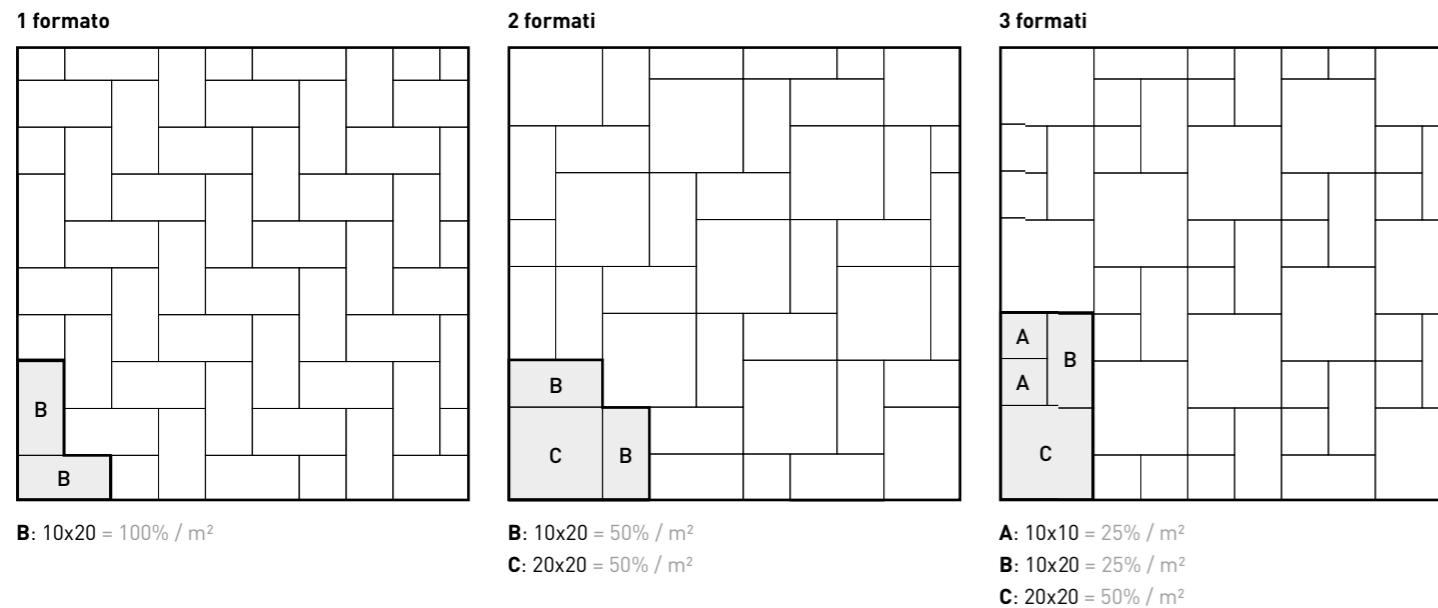 1 formato
B
B
B: 10x20 = 100% / m²
2 formati
B
C
B
B: 10x20 = 50% / m²
C: 20x20 = 50% / m²
3 formati
A
B
A
C
A: 10x10 = 25% / m²
B: 10x20 = 25% / m²
C: 20x20 = 50% / m²